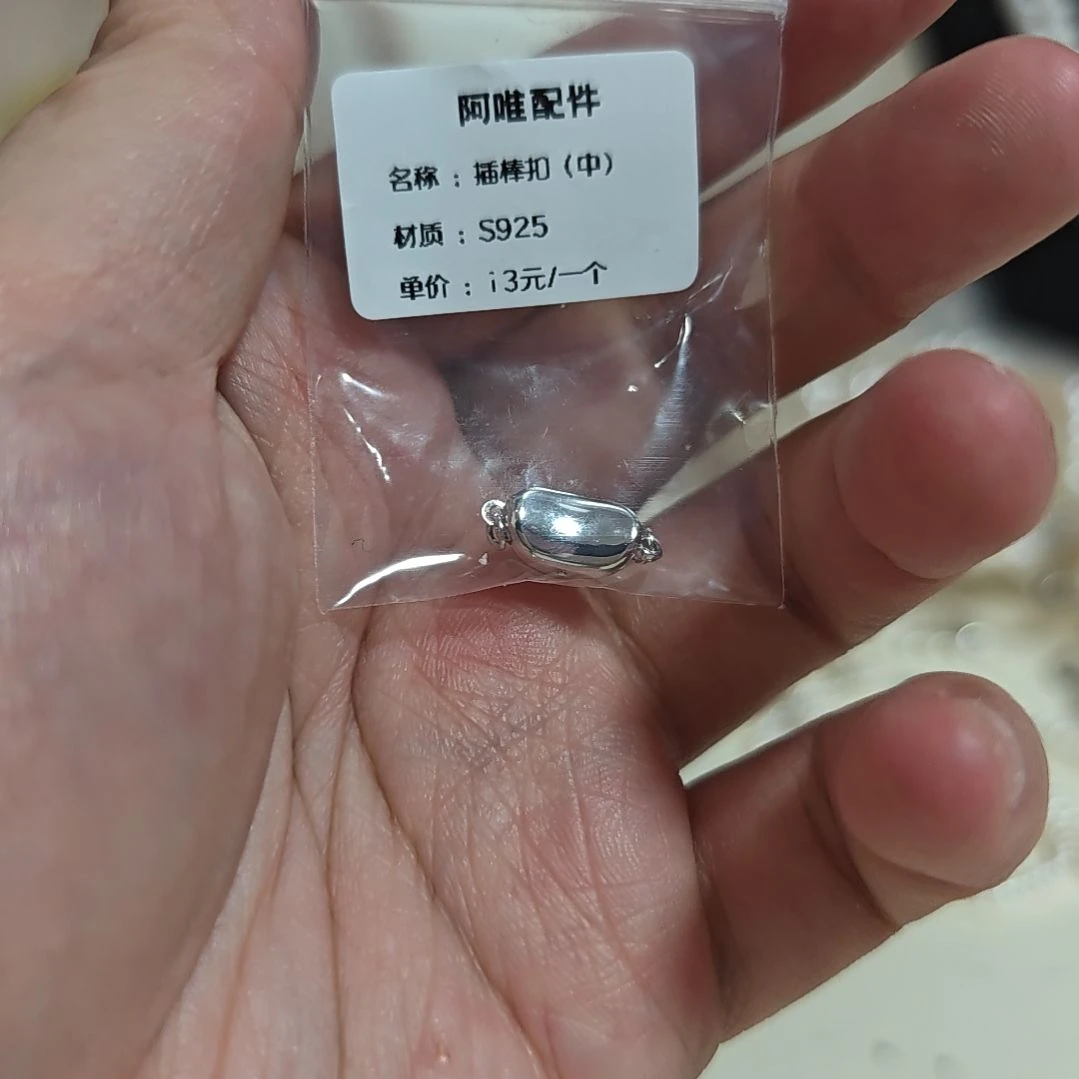 阿唯配件
名称：插棒扣（中）
材质：S925
单价：i3元/一个